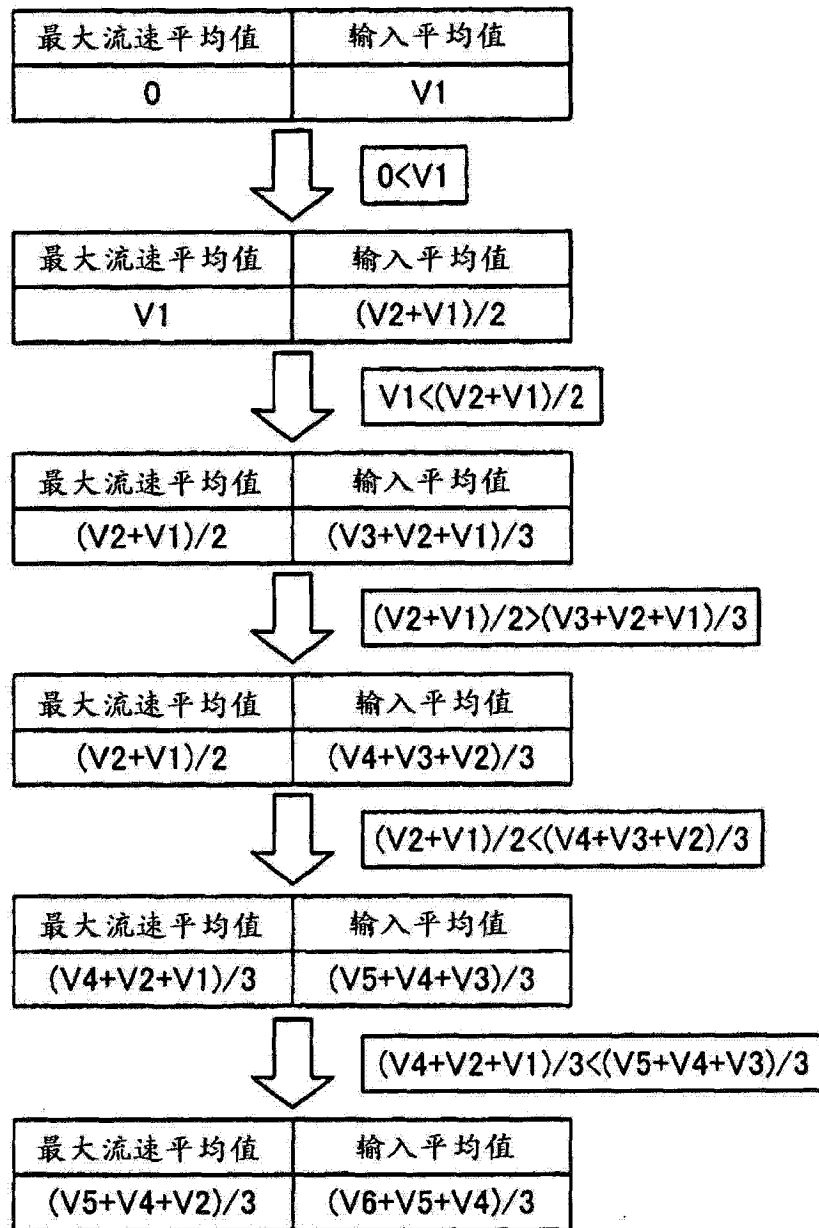 最大流速平均值 输入平均值
0 V1
0<V1
最大流速平均值 输入平均值
V1 (V2+V1)/2
V1<(V2+V1)/2
最大流速平均值 输入平均值
(V2+V1)/2 (V3+V2+V1)/3
(V2+V1)/2>(V3+V2+V1)/3
最大流速平均值 输入平均值
(V2+V1)/2 (V4+V3+V2)/3
(V2+V1)/2<(V4+V3+V2)/3
最大流速平均值 输入平均值
(V4+V2+V1)/3 (V5+V4+V3)/3
(V4+V2+V1)/3<(V5+V4+V3)/3
最大流速平均值 输入平均值
(V5+V4+V2)/3 (V6+V5+V4)/3